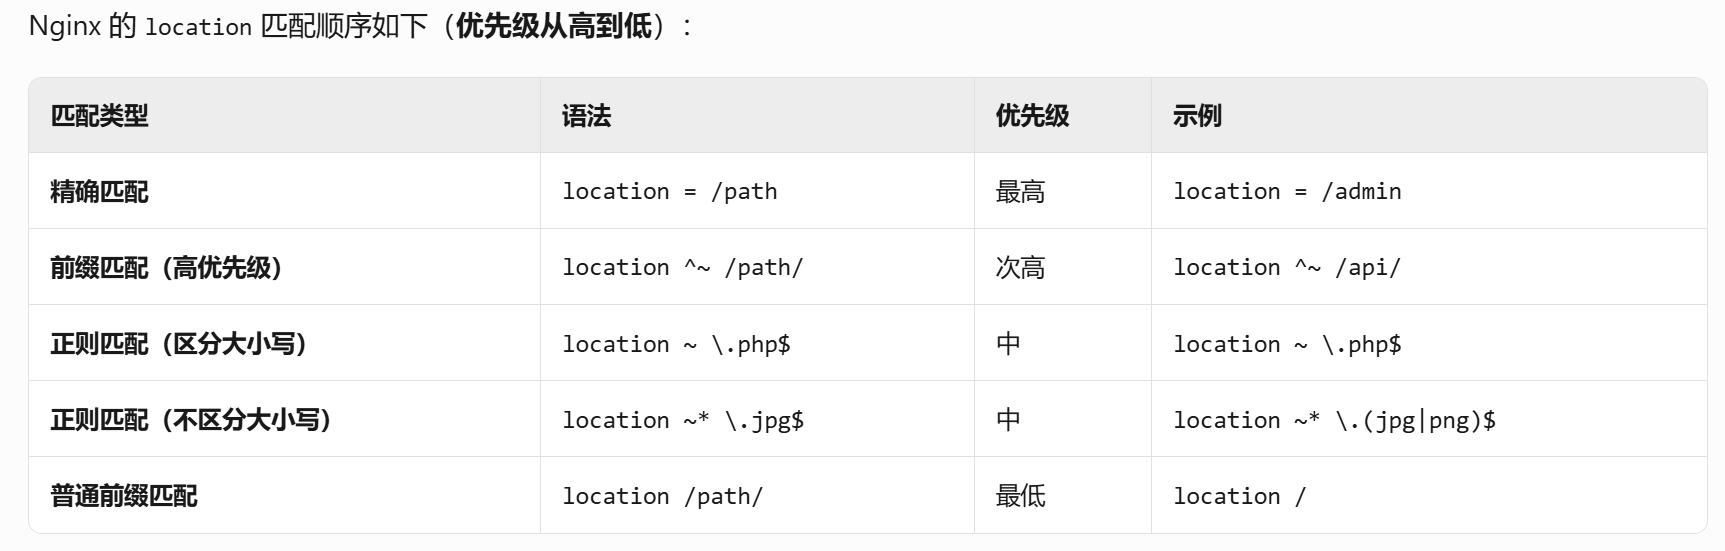 Nginx 的 location 匹配顺序如下（优先级从高到低）：
匹配类型 语法 优先级 示例
精确匹配 location = /path 最高 location = /admin
前缀匹配（高优先级） location ^~ /path/ 次高 location ^~ /api/
正则匹配（区分大小写） location ~ \.php$ 中 location ~ \.php$
正则匹配（不区分大小写） location ~* \.jpg$ 中 location ~* \.(jpg|png)$
普通前缀匹配 location /path/ 最低 location /